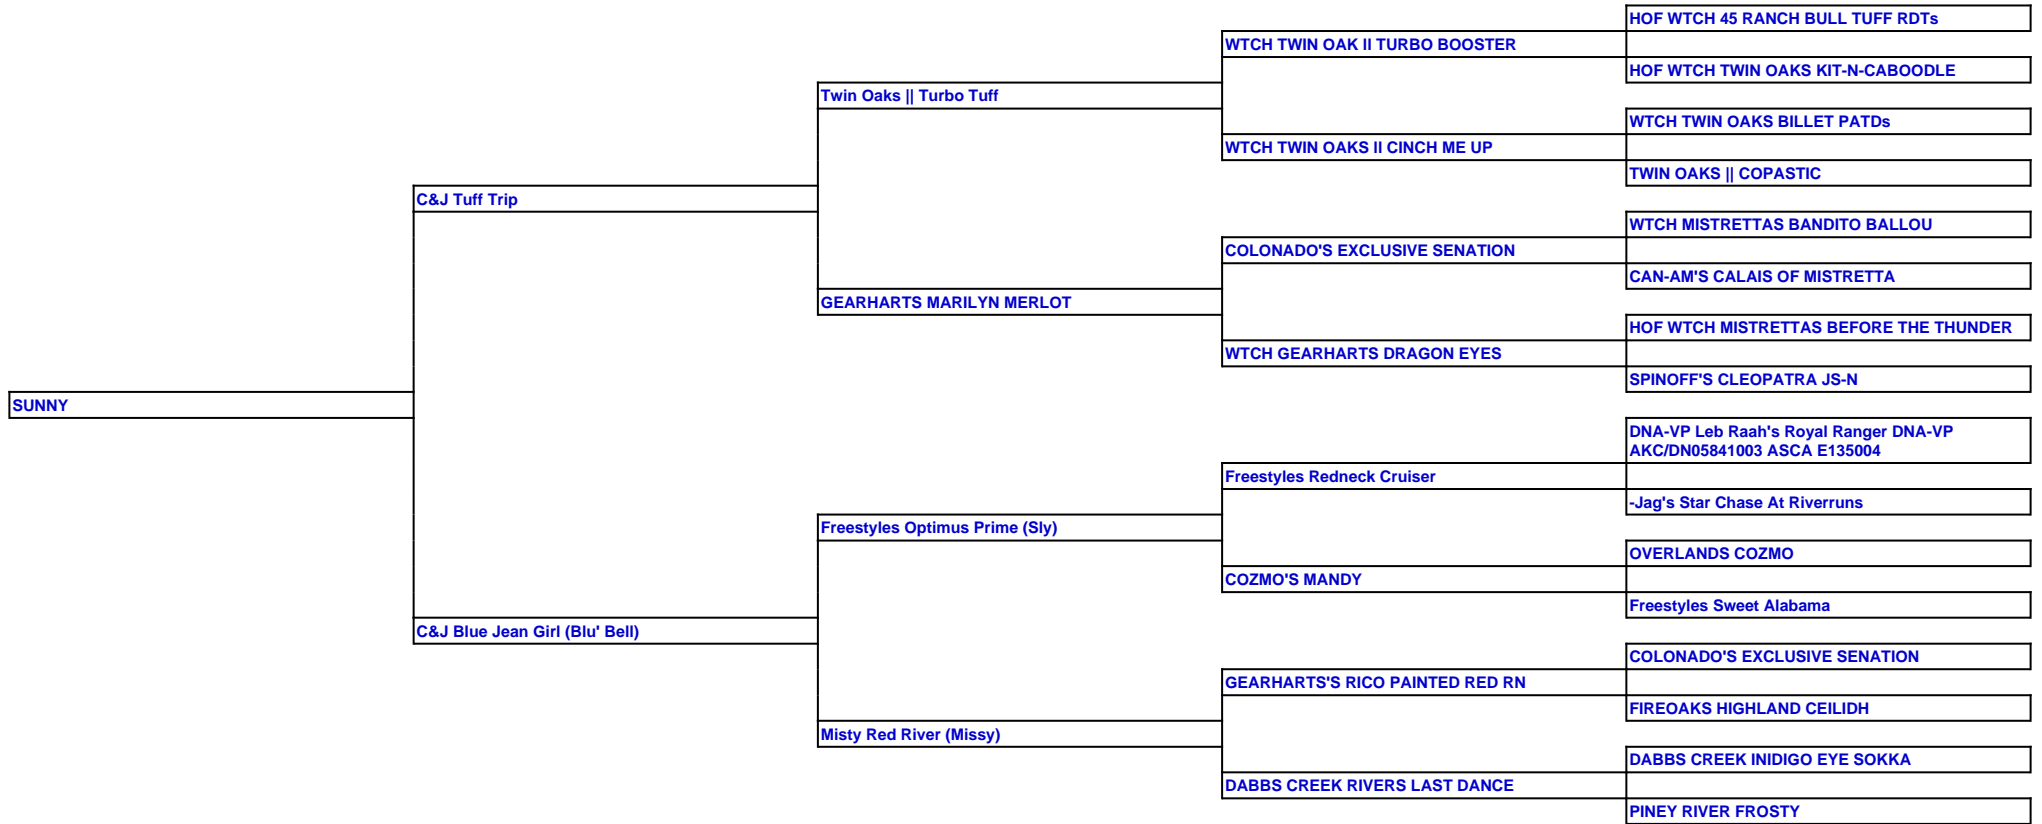 HOF WTCH 45 RANCH BULL TUFF RDTs
WTCH TWIN OAK II TURBO BOOSTER
HOF WTCH TWIN OAKS KIT-N-CABOODLE
Twin Oaks || Turbo Tuff
WTCH TWIN OAKS BILLET PATDs
WTCH TWIN OAKS II CINCH ME UP
TWIN OAKS || COPASTIC
C&J Tuff Trip
WTCH MISTRETTAS BANDITO BALLOU
COLONADO'S EXCLUSIVE SENATION
CAN-AM'S CALAIS OF MISTRETTA
GEARHARTS MARILYN MERLOT
HOF WTCH MISTRETTAS BEFORE THE THUNDER
WTCH GEARHARTS DRAGON EYES
SPINOFF'S CLEOPATRA JS-N
SUNNY
DNA-VP Leb Raah's Royal Ranger DNA-VP
AKC/DN05841003 ASCA E135004
Freestyles Redneck Cruiser
-Jag's Star Chase At Riverruns
Freestyles Optimus Prime (Sly)
OVERLANDS COZMO
COZMO'S MANDY
Freestyles Sweet Alabama
C&J Blue Jean Girl (Blu' Bell)
COLONADO'S EXCLUSIVE SENATION
GEARHARTS'S RICO PAINTED RED RN
FIREOAKS HIGHLAND CEILIDH
Misty Red River (Missy)
DABBS CREEK INIDIGO EYE SOKKA
DABBS CREEK RIVERS LAST DANCE
PINEY RIVER FROSTY